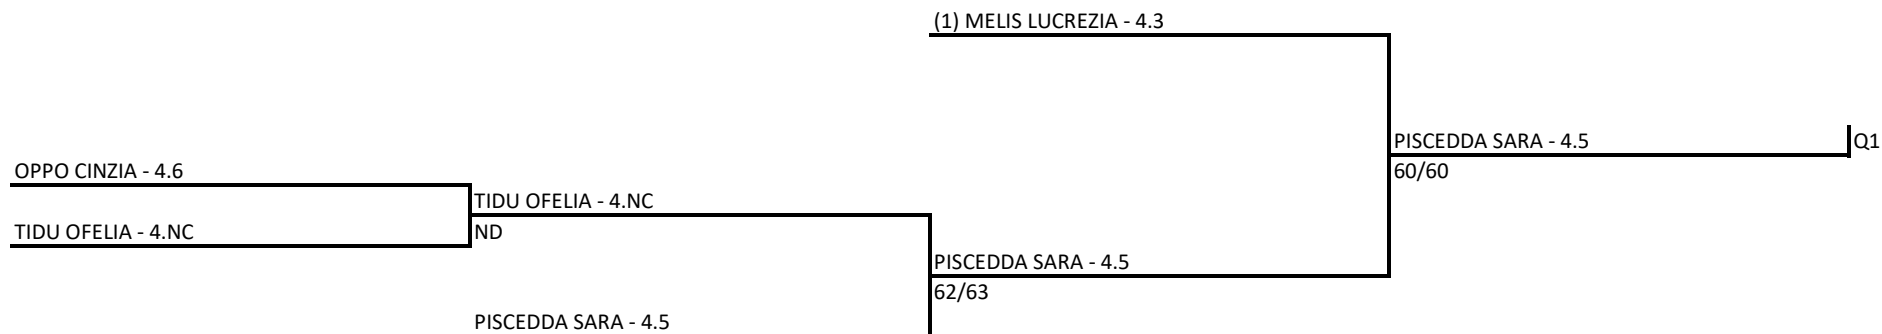 (1) MELIS LUCREZIA - 4.3
PISCEDDA SARA - 4.5
Q1
OPPO CINZIA - 4.6
60/60
TIDU OFELIA - 4.NC
TIDU OFELIA - 4.NC
ND
PISCEDDA SARA - 4.5
62/63
PISCEDDA SARA - 4.5